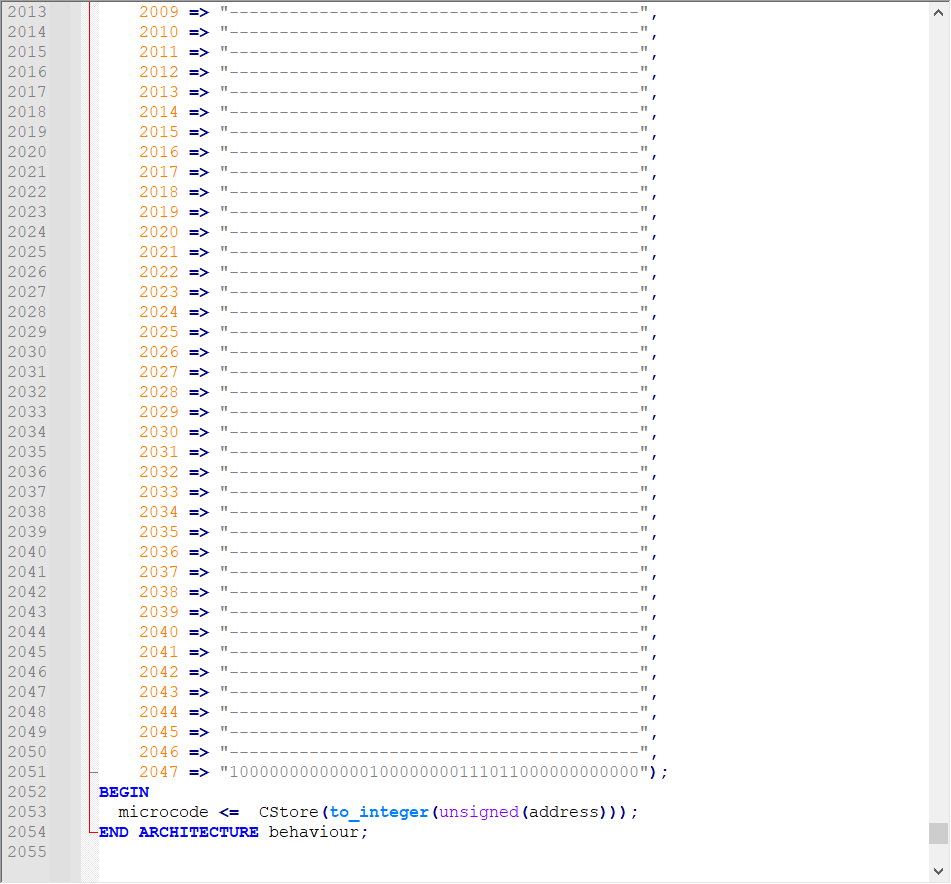 2013 2009 => "-----------------------------------------",
2014 2010 => "-----------------------------------------",
2015 2011 => "-----------------------------------------",
2016 2012 => "-----------------------------------------",
2017 2013 => "-----------------------------------------",
2018 2014 => "-----------------------------------------",
2019 2015 => "-----------------------------------------",
2020 2016 => "-----------------------------------------",
2021 2017 => "-----------------------------------------",
2022 2018 => "-----------------------------------------",
2023 2019 => "-----------------------------------------",
2024 2020 => "-----------------------------------------",
2025 2021 => "-----------------------------------------",
2026 2022 => "-----------------------------------------",
2027 2023 => "-----------------------------------------",
2028 2024 => "-----------------------------------------",
2029 2025 => "-----------------------------------------",
2030 2026 => "-----------------------------------------",
2031 2027 => "-----------------------------------------",
2032 2028 => "-----------------------------------------",
2033 2029 => "-----------------------------------------",
2034 2030 => "-----------------------------------------",
2035 2031 => "-----------------------------------------",
2036 2032 => "-----------------------------------------",
2037 2033 => "-----------------------------------------",
2038 2034 => "-----------------------------------------",
2039 2035 => "-----------------------------------------",
2040 2036 => "-----------------------------------------",
2041 2037 => "-----------------------------------------",
2042 2038 => "-----------------------------------------",
2043 2039 => "-----------------------------------------",
2044 2040 => "-----------------------------------------",
2045 2041 => "-----------------------------------------",
2046 2042 => "-----------------------------------------",
2047 2043 => "-----------------------------------------",
2048 2044 => "-----------------------------------------",
2049 2045 => "-----------------------------------------",
2050 2046 => "-----------------------------------------",
2051 2047 => "10000000000000100000000011101100000000000");
2052 BEGIN
2053 microcode <=  CStore(to_integer(unsigned(address)));
2054 END ARCHITECTURE behaviour;
2055